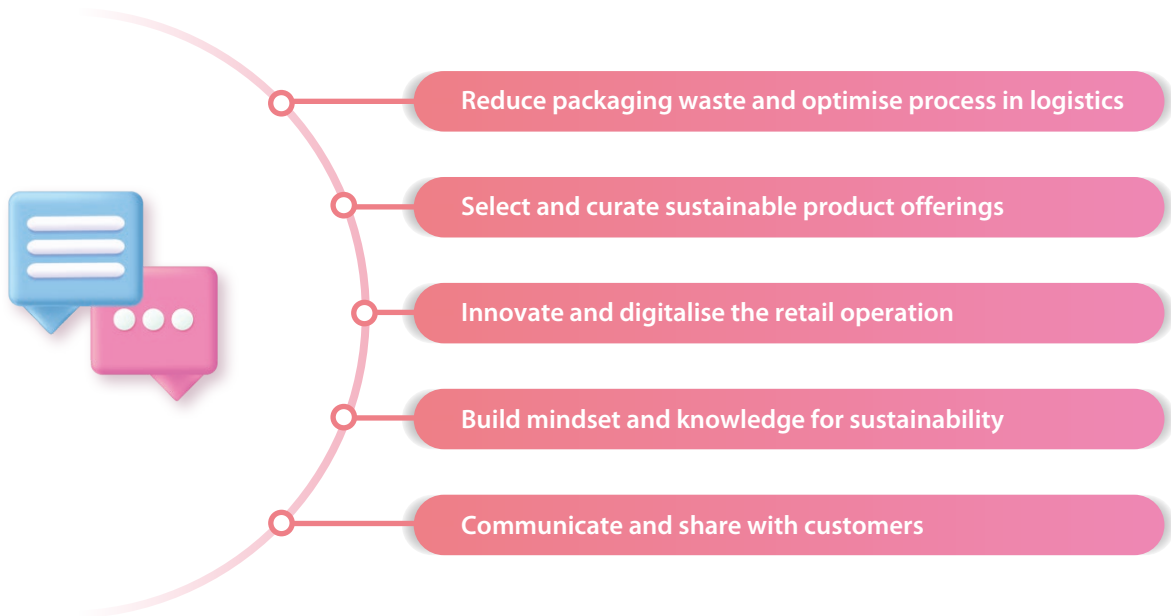 Reduce packaging waste and optimise process in logistics
Select and curate sustainable product offerings
Innovate and digitalise the retail operation
Build mindset and knowledge for sustainability
Communicate and share with customers